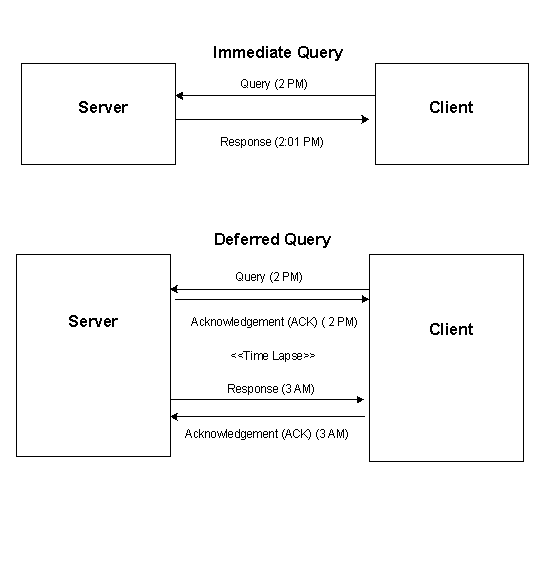 Immediate Query
Query (2 PM)
Server
Client
Response (2:01 PM)
Deferred Query
Query (2 PM)
Server
Acknowledgement (ACK) ( 2 PM)
Client
<<Time Lapse>>
Response (3 AM)
Acknowledgement (ACK) (3 AM)